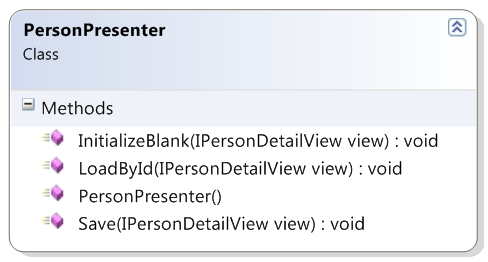 PersonPresenter
Class
Methods
InitializeBlank(IPersonDetailView view) : void
LoadById(IPersonDetailView view) : void
PersonPresenter()
Save(IPersonDetailView view) : void